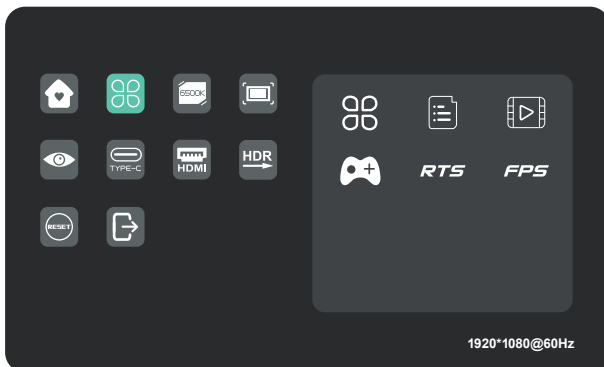 6500K
TYPE-C
HDMI
HDR
RTS FPS
RESET
1920*1080@60Hz